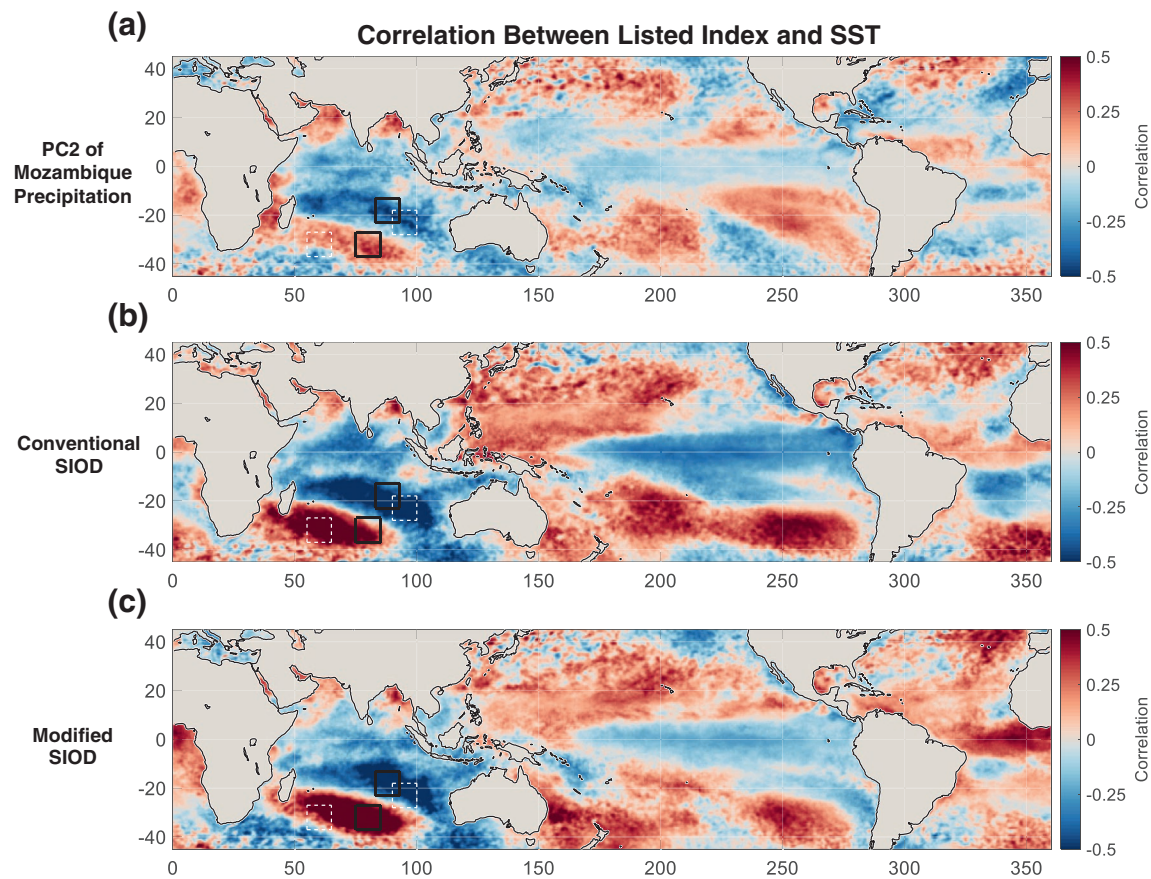 (a)
Correlation Between Listed Index and SST
PC2 of
Mozambique
Precipitation
40
20
0
-20
-40
0 50 100 150 200 250 300 350
0.5
0.25
0
-0.25
-0.5
Correlation
(b)
Conventional
SIOD
40
20
0
-20
-40
0 50 100 150 200 250 300 350
0.5
0.25
0
-0.25
-0.5
Correlation
(c)
Modified
SIOD
40
20
0
-20
-40
0 50 100 150 200 250 300 350
0.5
0.25
0
-0.25
-0.5
Correlation